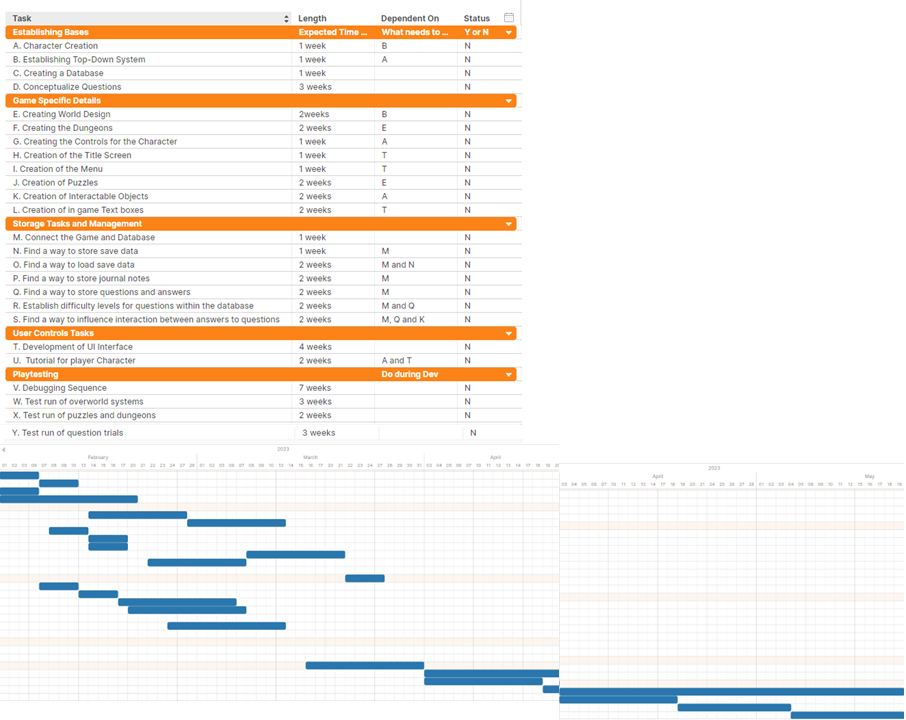 Task Length Dependent On Status
Establishing Bases Expected Time ... What needs to ... Y or N
A. Character Creation 1 week B N
B. Establishing Top-Down System 1 week A N
C. Creating a Database 1 week N
D. Conceptualize Questions 3 weeks N
Game Specific Details
E. Creating World Design 2weeks B N
F. Creating the Dungeons 2 weeks E N
G. Creating the Controls for the Character 1 week A N
H. Creation of the Title Screen 1 week T N
I. Creation of the Menu 1 week T N
J. Creation of Puzzles 2 weeks E N
K. Creation of Interactable Objects 2 weeks A N
L. Creation of in game Text boxes 2 weeks T N
Storage Tasks and Management
M. Connect the Game and Database 1 week N
N. Find a way to store save data 1 week M N
O. Find a way to load save data 2 weeks M and N N
P. Find a way to store journal notes 2 weeks M N
Q. Find a way to store questions and answers 2 weeks M N
R. Establish difficulty levels for questions within the database 2 weeks M and Q N
S. Find a way to influence interaction between answers to questions 2 weeks M, Q and K N
User Controls Tasks
T. Development of UI Interface 4 weeks N
U. Tutorial for player Character 2 weeks A and T N
Playtesting Do during Dev
V. Debugging Sequence 7 weeks N
W. Test run of overworld systems 3 weeks N
X. Test run of puzzles and dungeons 2 weeks N
Y. Test run of question trials 3 weeks N
2023
February March April
2023
April May